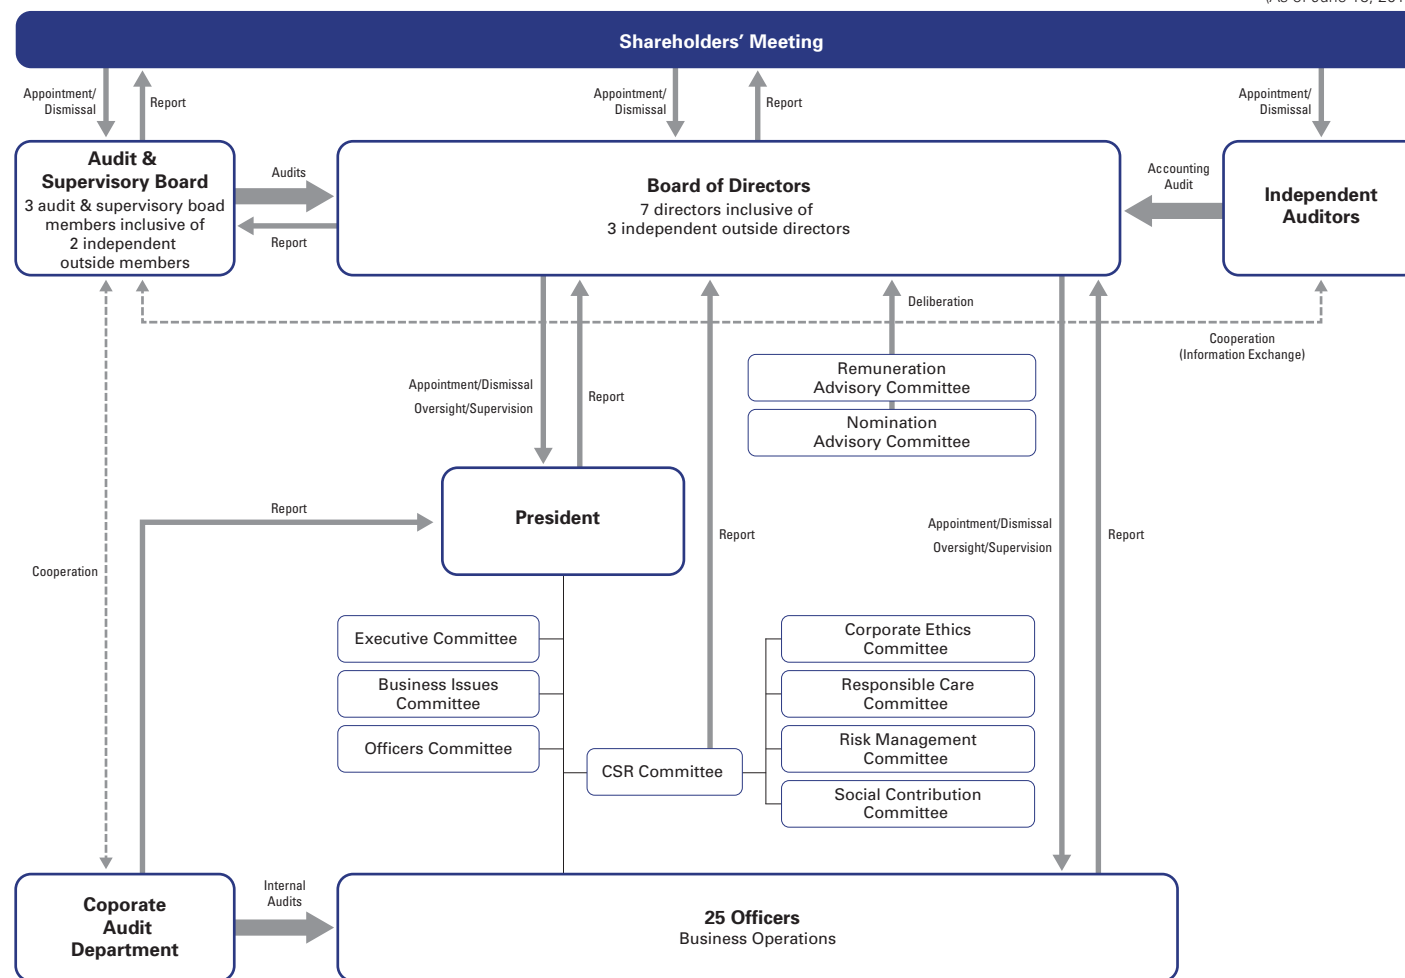 (As of June 18, 201
Shareholders' Meeting
Appointment/
Dismissal
Report
Appointment/
Dismissal
Report
Appointment/
Dismissal
Audit &
Supervisory Board
3 audit & supervisory boad
members inclusive of
2 independent
outside members
Audits
Report
Board of Directors
7 directors inclusive of
3 independent outside directors
Accounting
Audit
Independent
Auditors
Deliberation
Cooperation
(Information Exchange)
Remuneration
Advisory Committee
Nomination
Advisory Committee
Appointment/Dismissal
Oversight/Supervision
Report
President
Report
Report
Appointment/Dismissal
Oversight/Supervision
Report
Cooperation
Executive Committee
Business Issues
Committee
Officers Committee
CSR Committee
Corporate Ethics
Committee
Responsible Care
Committee
Risk Management
Committee
Social Contribution
Committee
Coporate
Audit
Department
Internal
Audits
25 Officers
Business Operations